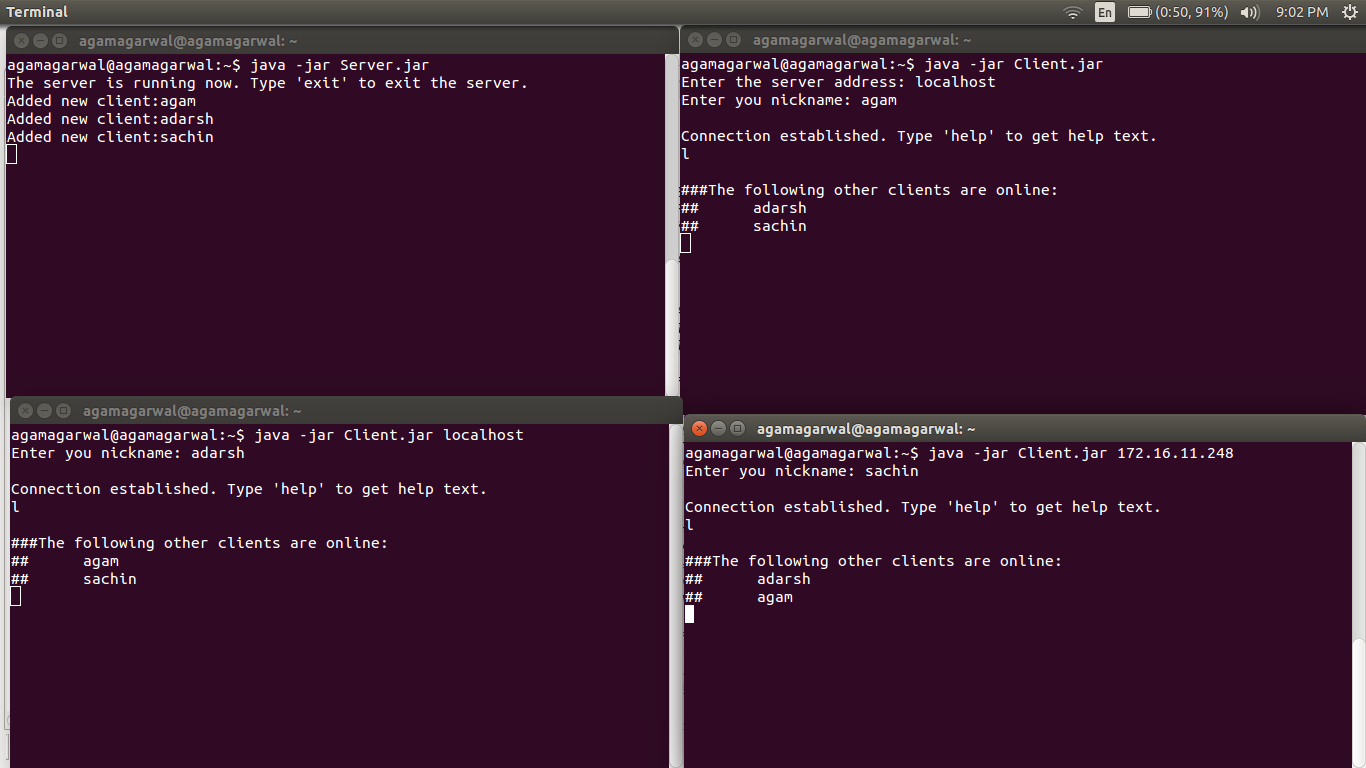 Terminal
En (0:50, 91%) 9:02 PM
agamagarwal@agamagarwal: ~
agamagarwal@agamagarwal:~$ java -jar Server.jar
The server is running now. Type 'exit' to exit the server.
Added new client:agam
Added new client:adarsh
Added new client:sachin
agamagarwal@agamagarwal: ~
agamagarwal@agamagarwal:~$ java -jar Client.jar
Enter the server address: localhost
Enter you nickname: agam
Connection established. Type 'help' to get help text.
l
###The following other clients are online:
## adarsh
## sachin
agamagarwal@agamagarwal: ~
agamagarwal@agamagarwal:~$ java -jar Client.jar localhost
Enter you nickname: adarsh
Connection established. Type 'help' to get help text.
l
###The following other clients are online:
## agam
## sachin
agamagarwal@agamagarwal: ~
agamagarwal@agamagarwal:~$ java -jar Client.jar 172.16.11.248
Enter you nickname: sachin
Connection established. Type 'help' to get help text.
l
###The following other clients are online:
## adarsh
## agam